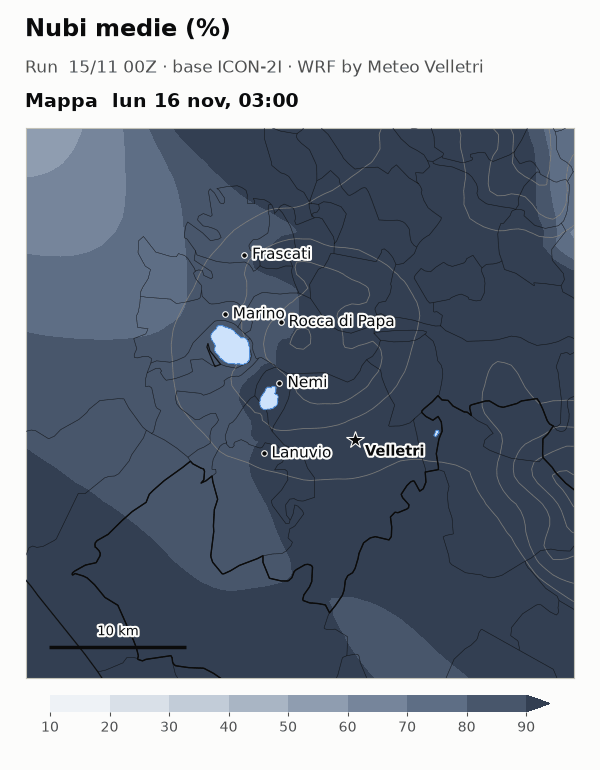 Nubi medie (%)
Run  15/11 00Z · base ICON-2I · WRF by Meteo Velletri
Mappa  lun 16 nov, 03:00
Frascati
Marino
Rocca di Papa
Nemi
Velletri
Lanuvio
10 km
10 20 30 40 50 60 70 80 90